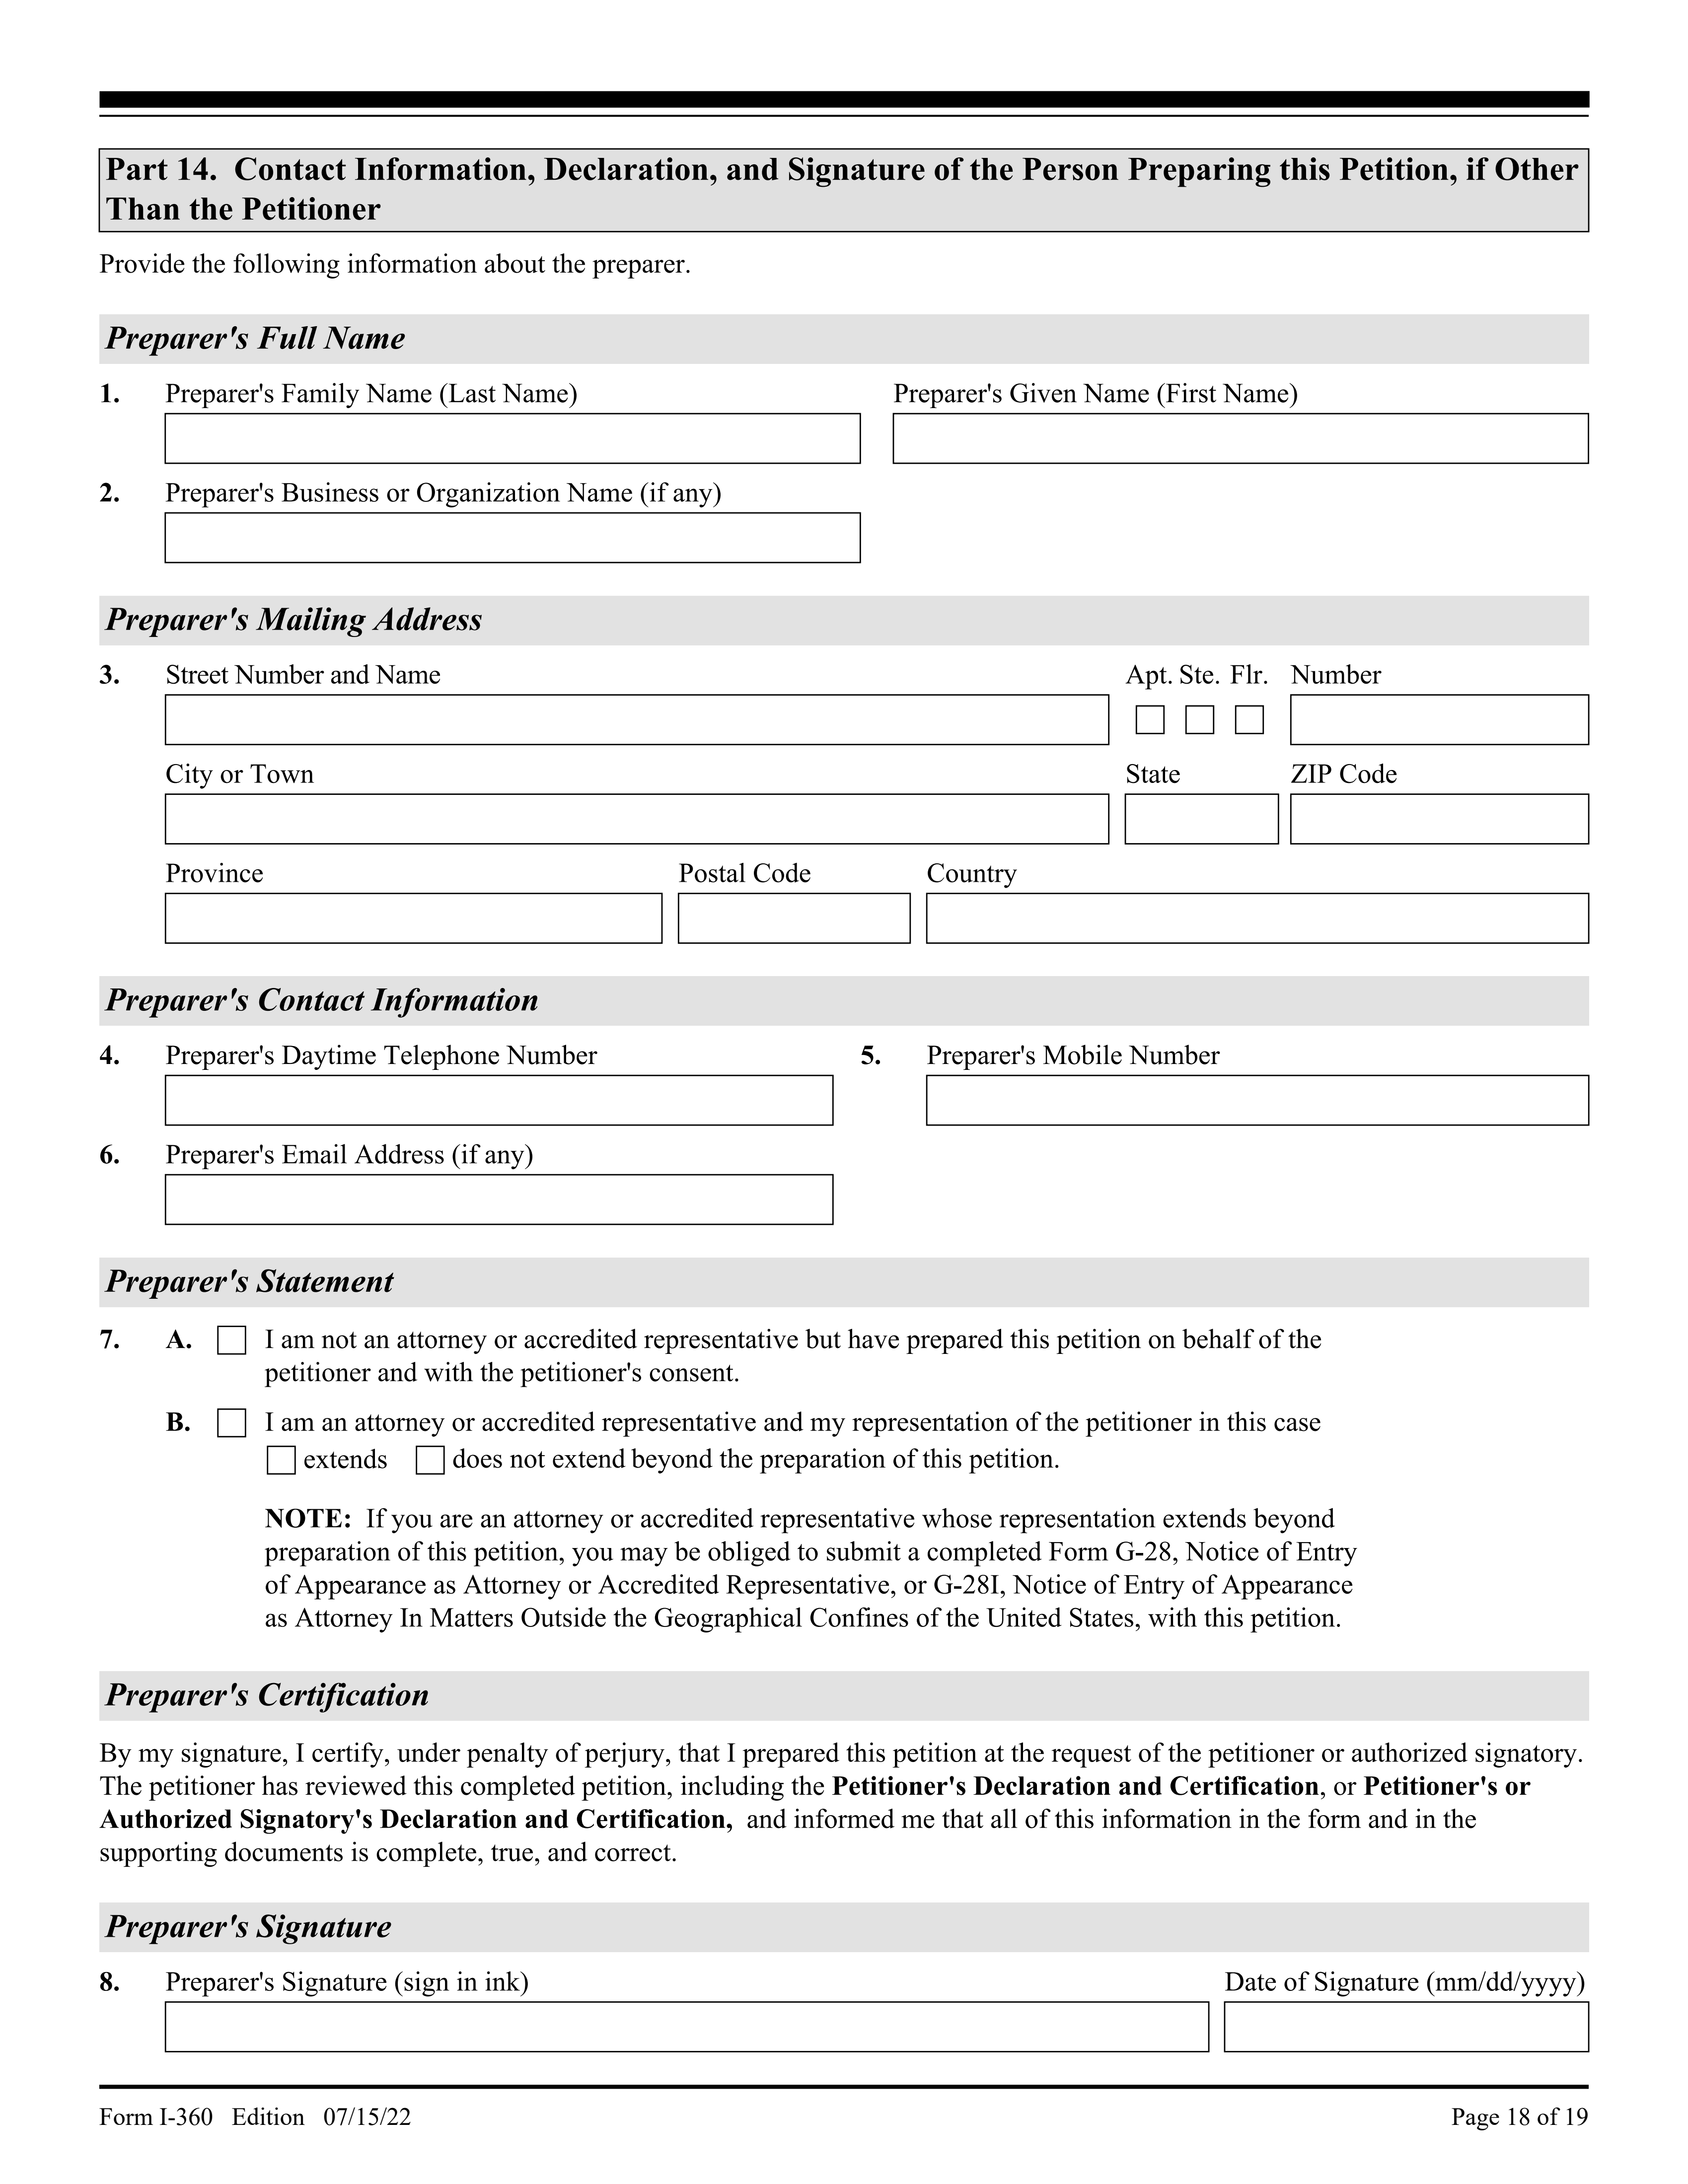 Part 14.  Contact Information, Declaration, and Signature of the Person Preparing this Petition, if Other
Than the Petitioner
Provide the following information about the preparer.
Preparer's Full Name
1. Preparer's Family Name (Last Name) Preparer's Given Name (First Name)
2. Preparer's Business or Organization Name (if any)
Preparer's Mailing Address
3. Street Number and Name Apt. Ste. Flr. Number
City or Town State ZIP Code
Province Postal Code Country
Preparer's Contact Information
4. Preparer's Daytime Telephone Number 5. Preparer's Mobile Number
6. Preparer's Email Address (if any)
Preparer's Statement
7. A. I am not an attorney or accredited representative but have prepared this petition on behalf of the
petitioner and with the petitioner's consent.
B. I am an attorney or accredited representative and my representation of the petitioner in this case
extends does not extend beyond the preparation of this petition.
NOTE:  If you are an attorney or accredited representative whose representation extends beyond
preparation of this petition, you may be obliged to submit a completed Form G-28, Notice of Entry
of Appearance as Attorney or Accredited Representative, or G-28I, Notice of Entry of Appearance
as Attorney In Matters Outside the Geographical Confines of the United States, with this petition.
Preparer's Certification
By my signature, I certify, under penalty of perjury, that I prepared this petition at the request of the petitioner or authorized signatory.
The petitioner has reviewed this completed petition, including the Petitioner's Declaration and Certification, or Petitioner's or
Authorized Signatory's Declaration and Certification,  and informed me that all of this information in the form and in the
supporting documents is complete, true, and correct.
Preparer's Signature
8. Preparer's Signature (sign in ink) Date of Signature (mm/dd/yyyy)
Form I-360   Edition   07/15/22 Page 18 of 19